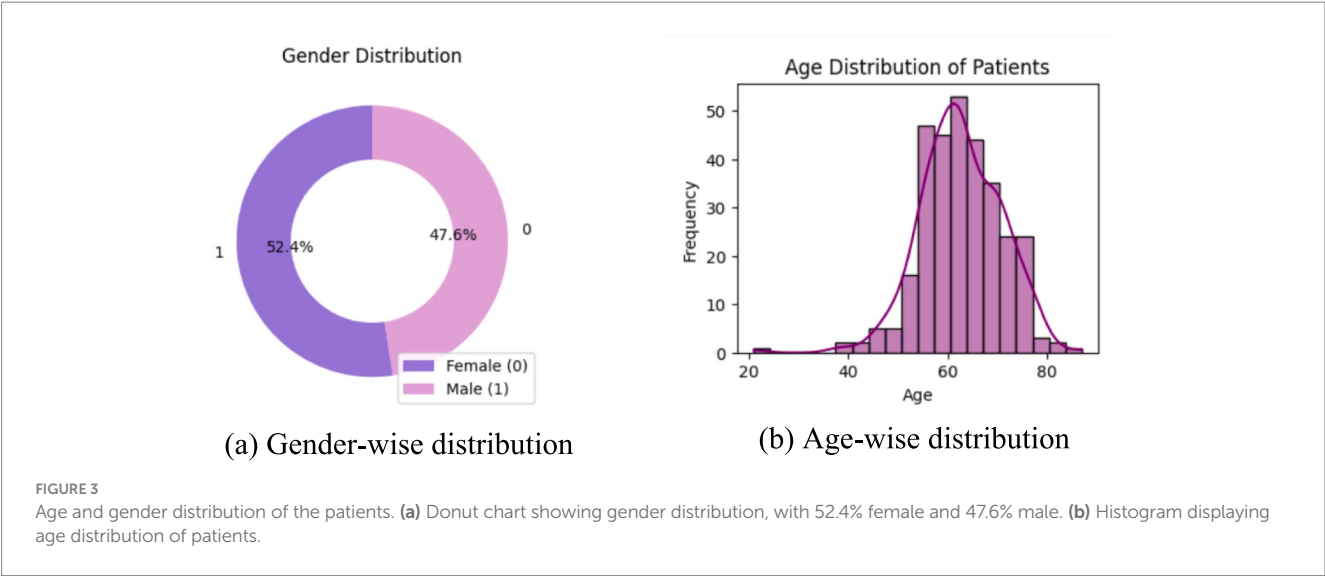 Gender Distribution
1
52.4%
47.6%
0
Female (0)
Male (1)
(a) Gender-wise distribution
Age Distribution of Patients
Frequency
50
40
30
20
10
0
20
40
60
80
Age
(b) Age-wise distribution
FIGURE 3
Age and gender distribution of the patients. (a) Donut chart showing gender distribution, with 52.4% female and 47.6% male. (b) Histogram displaying
age distribution of patients.